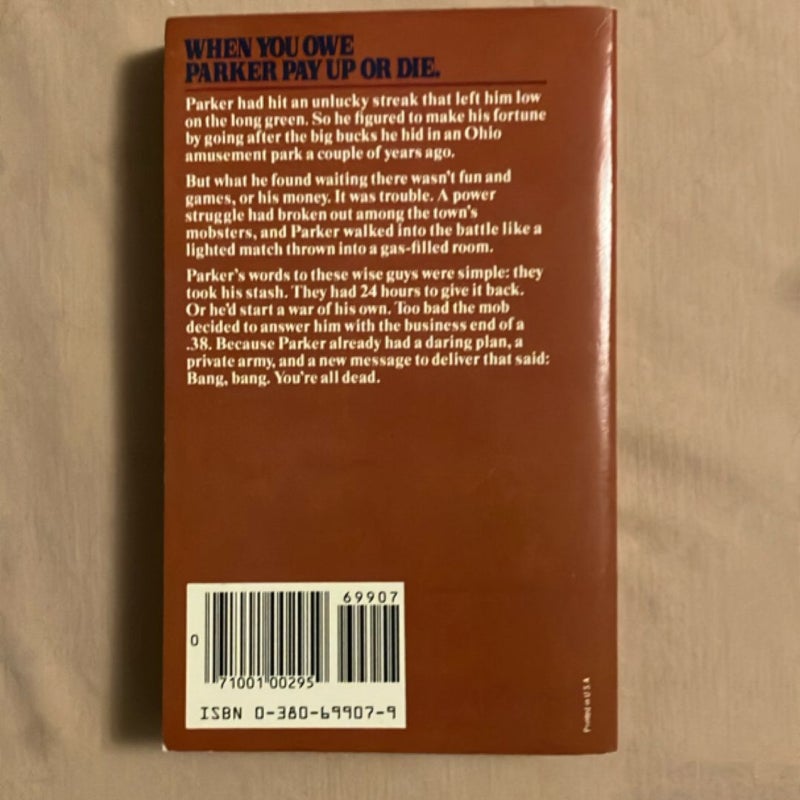 WHEN YOU OWE
PARKER PAY UP OR DIE.
Parker had hit an unlucky streak that left him low
on the long green. So he figured to make his fortune
by going after the big bucks he hid in an Ohio
amusement park a couple of years ago.
But what he found waiting there wasn't fun and
games, or his money. It was trouble. A power
struggle had broken out among the town's
mobsters, and Parker walked into the battle like a
lighted match thrown into a gas-filled room.
Parker's words to these wise guys were simple: they
took his stash. They had 24 hours to give it back.
Or he'd start a war of his own. Too bad the mob
decided to answer him with the business end of a
.38. Because Parker already had a daring plan, a
private army, and a new message to deliver that said:
Bang, bang. You're all dead.
69907
0
71001 00295
ISBN 0-380-69907-9
Printed in U.S.A.